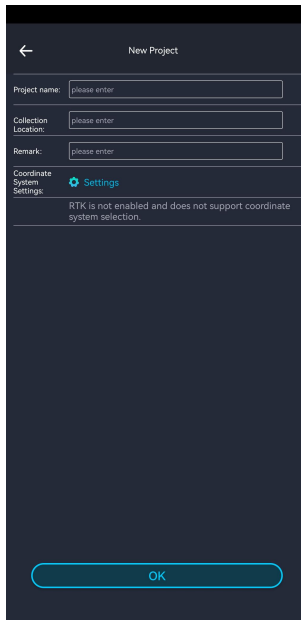 New Project
Project name: please enter
Collection
Location:
please enter
Remark: please enter
Coordinate
System
Settings:
Settings
RTK is not enabled and does not support coordinate
system selection.
OK